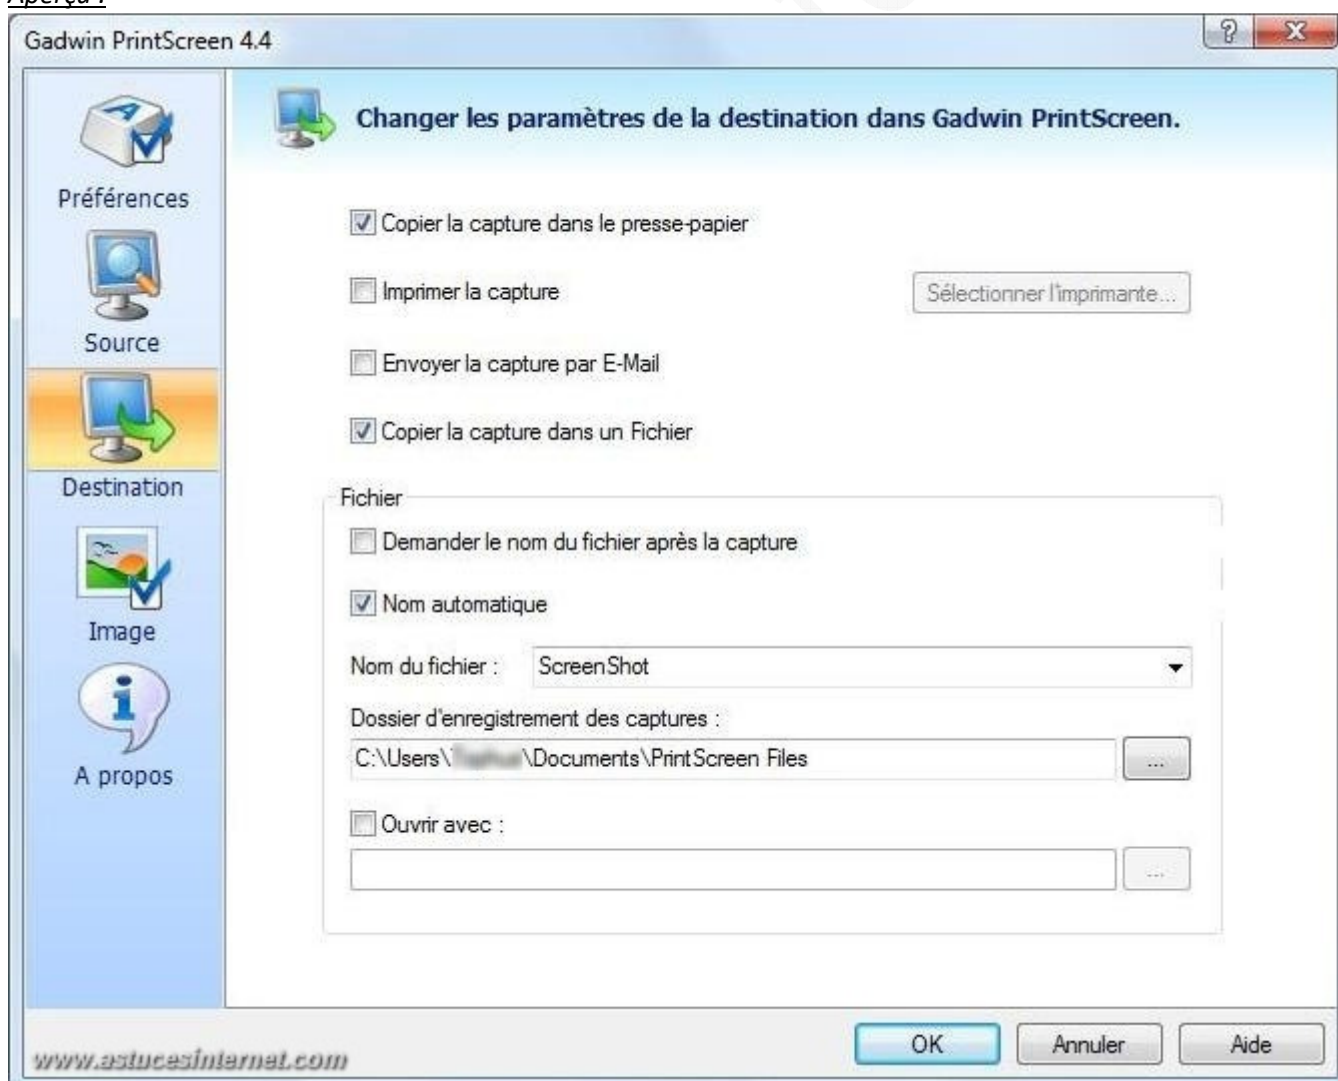 Aperçu :
Gadwin PrintScreen 4.4
Changer les paramètres de la destination dans Gadwin PrintScreen.
Préférences
Source
Destination
Image
A propos
Copier la capture dans le presse-papier
Imprimer la capture
Sélectionner l'imprimante...
Envoyer la capture par E-Mail
Copier la capture dans un Fichier
Fichier
Demander le nom du fichier après la capture
Nom automatique
Nom du fichier : ScreenShot
Dossier d'enregistrement des captures :
C:\Users\ \Documents\PrintScreen Files
...
Ouvrir avec :
...
OK
Annuler
Aide
www.astucesinternet.com